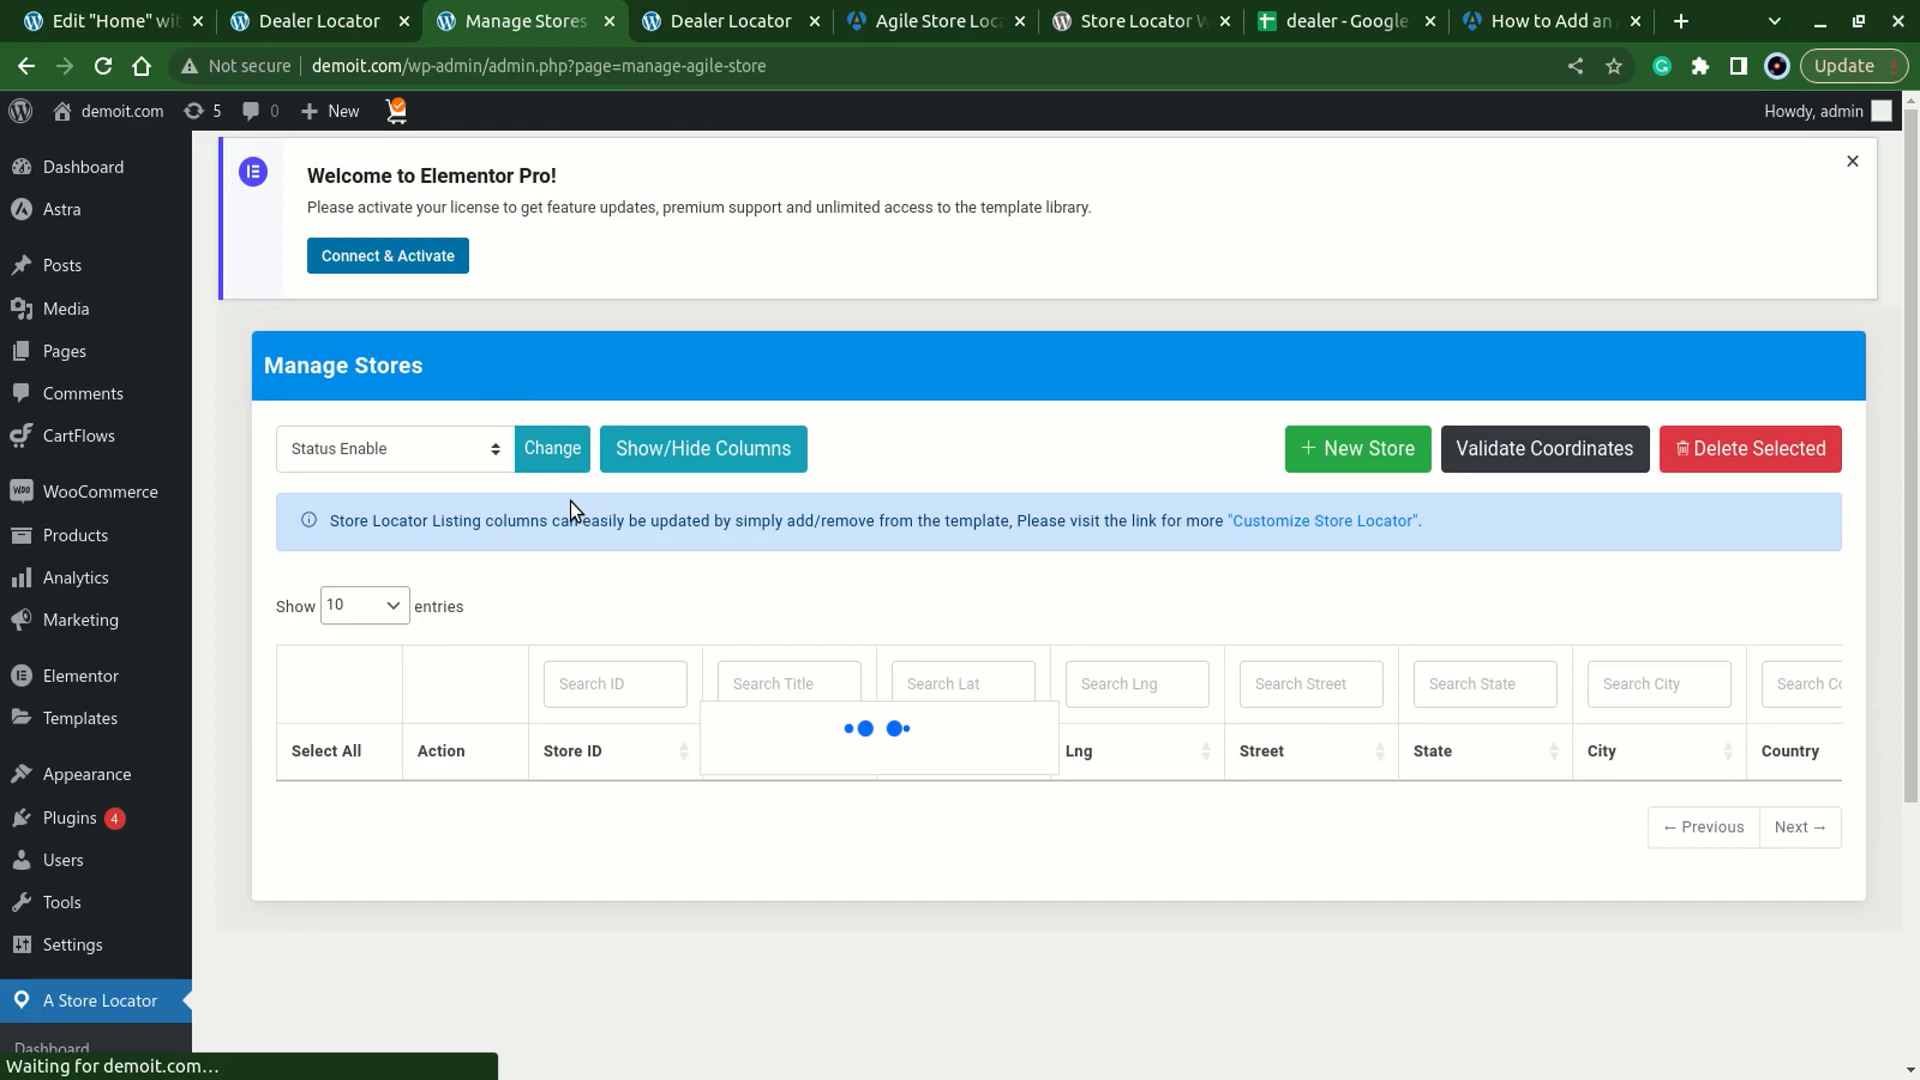 Edit "Home" wit
Dealer Locator
Manage Stores
Dealer Locator
Agile Store Loc
Store Locator W
dealer - Google
How to Add an
Not secure
demoit.com/wp-admin/admin.php?page=manage-agile-store
Update
demoit.com
5
0
New
Howdy, admin
Dashboard
Astra
Posts
Media
Pages
Comments
CartFlows
WooCommerce
Products
Analytics
Marketing
Elementor
Templates
Appearance
Plugins 4
Users
Tools
Settings
A Store Locator
Dashboard
Welcome to Elementor Pro!
Please activate your license to get feature updates, premium support and unlimited access to the template library.
Connect & Activate
Manage Stores
Status Enable
Change
Show/Hide Columns
+ New Store
Validate Coordinates
Delete Selected
Store Locator Listing columns can easily be updated by simply add/remove from the template, Please visit the link for more "Customize Store Locator".
Show 10 entries
Search ID
Search Title
Search Lat
Search Lng
Search Street
Search State
Search City
Search Co
Select All
Action
Store ID
Lng
Street
State
City
Country
← Previous
Next →
Waiting for demoit.com...